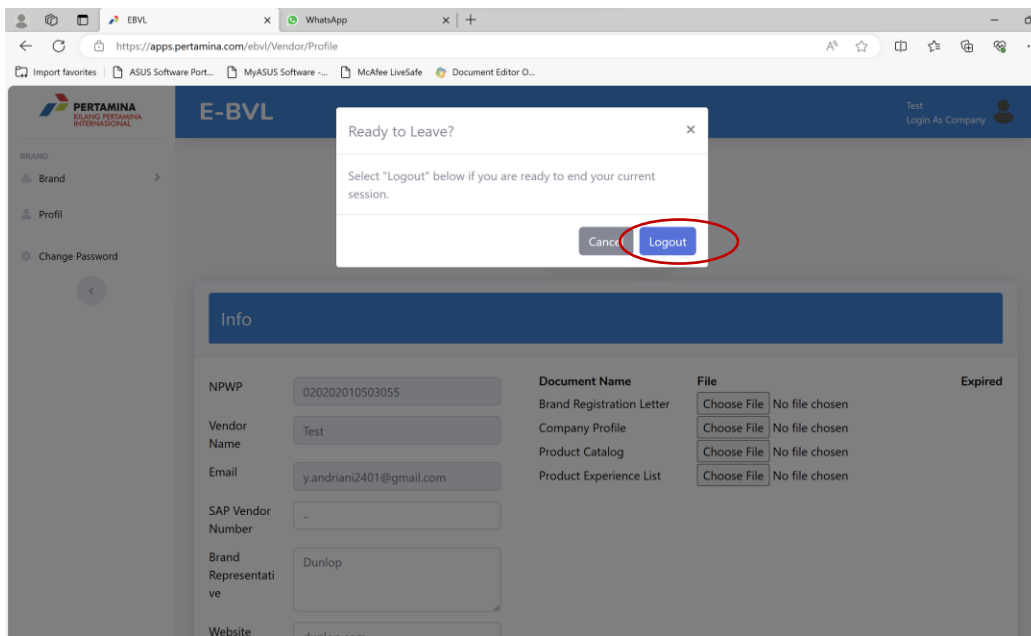 EBVL
WhatsApp
https://apps.pertamina.com/ebvl/Vendor/Profile
Import favorites
ASUS Software Port...
MyASUS Software -...
McAfee LiveSafe
Document Editor O...
PERTAMINA
KILANG PERTAMINA
INTERNASIONAL
E-BVL
Test
Login As Company
BRAND
Brand
Profil
Change Password
Ready to Leave?
Select "Logout" below if you are ready to end your current
session.
Cancel
Logout
Info
NPWP
020202010503055
Vendor
Name
Test
Email
y.andriani2401@gmail.com
SAP Vendor
Number
-
Brand
Representati
ve
Dunlop
Website
Document Name File Expired
Brand Registration Letter Choose File No file chosen
Company Profile Choose File No file chosen
Product Catalog Choose File No file chosen
Product Experience List Choose File No file chosen